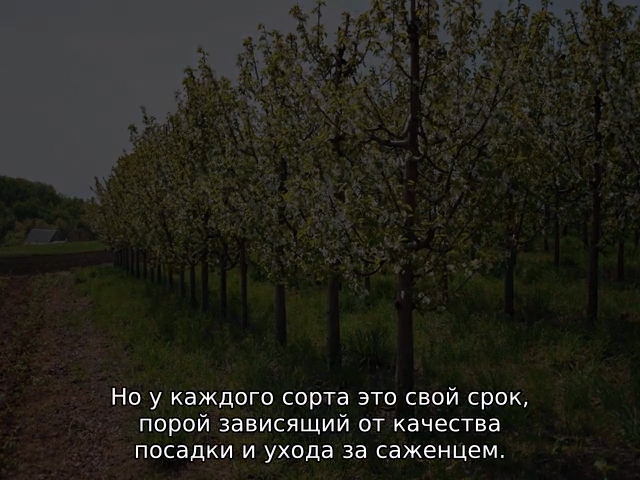 Но у каждого сорта это свой срок,
порой зависящий от качества
посадки и ухода за саженцем.